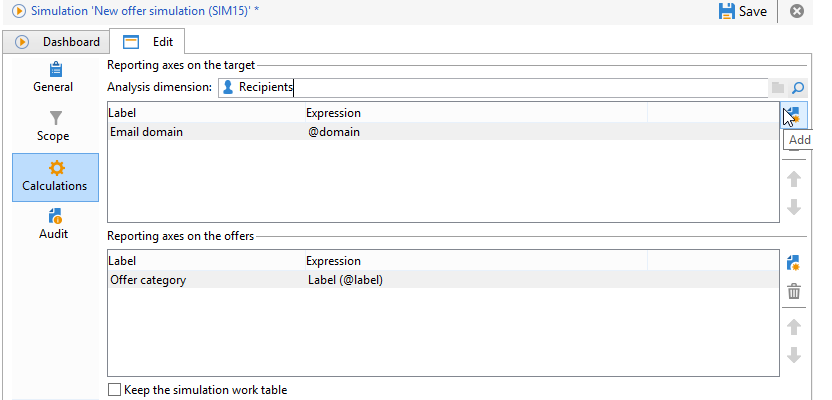 Simulation 'New offer simulation (SIM15)' *
Save
Dashboard
Edit
General
Scope
Calculations
Audit
Reporting axes on the target
Analysis dimension: Recipients
Label Expression
Email domain @domain
Add
Reporting axes on the offers
Label Expression
Offer category Label (@label)
Keep the simulation work table